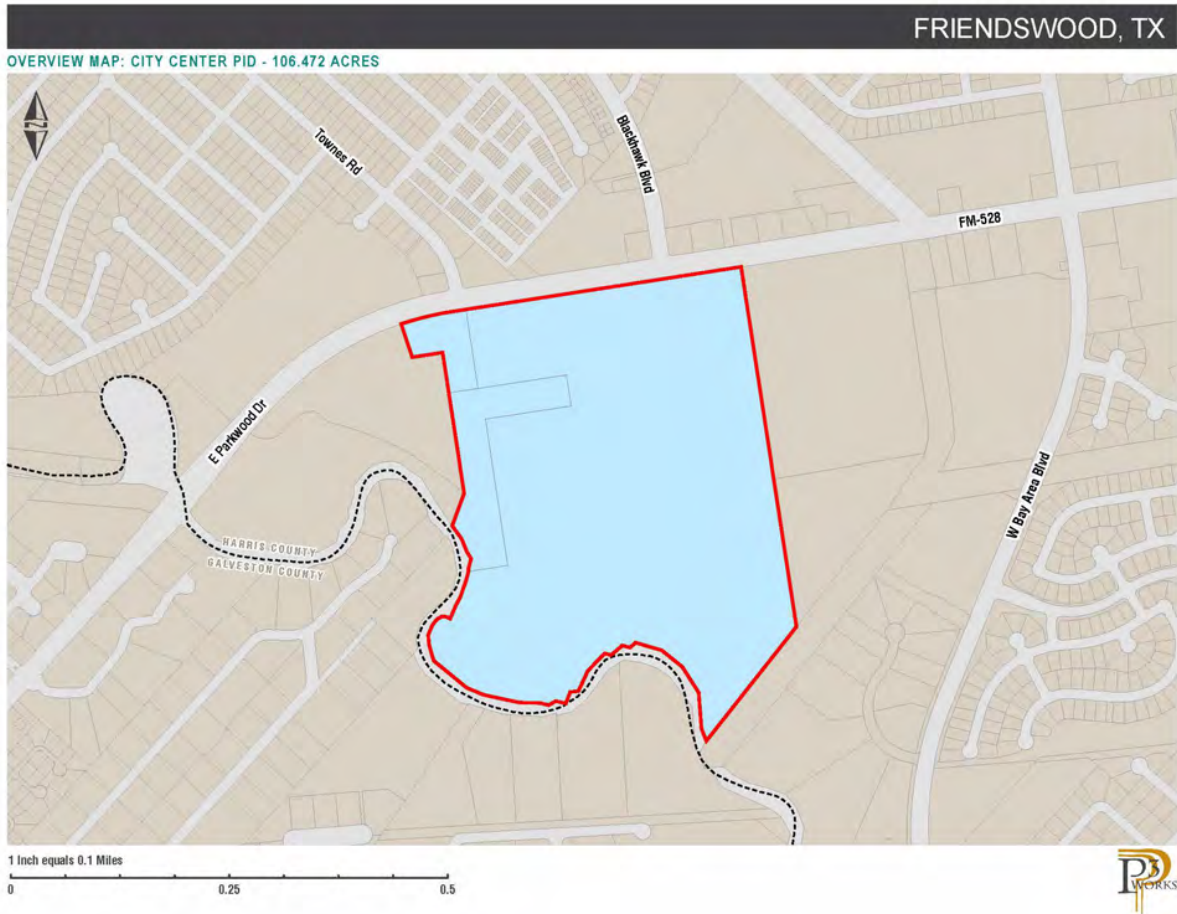 FRIENDSWOOD, TX
OVERVIEW MAP: CITY CENTER PID - 106.472 ACRES
N
Townes Rd
Blackhawk Blvd
FM-528
E Parkwood Dr
W Bay Area Blvd
HARRIS COUNTY
GALVESTON COUNTY
1 Inch equals 0.1 Miles
0 0.25 0.5
P3
WORKS